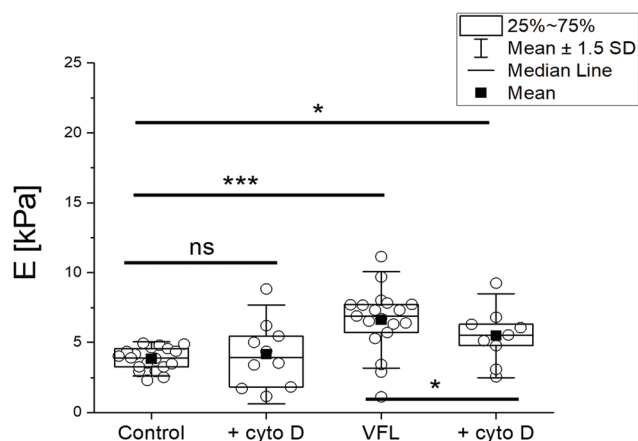 25%~75%
Mean ± 1.5 SD
Median Line
Mean
25
20
15
10
5
0
E [kPa]
*
***
ns
*
Control
+ cyto D
VFL
+ cyto D